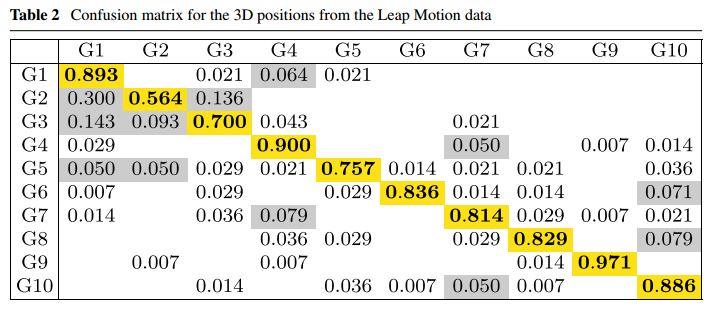 Table 2 Confusion matrix for the 3D positions from the Leap Motion data
G1 G2 G3 G4 G5 G6 G7 G8 G9 G10
G1 0.893 0.021 0.064 0.021
G2 0.300 0.564 0.136
G3 0.143 0.093 0.700 0.043 0.021
G4 0.029 0.900 0.050 0.007 0.014
G5 0.050 0.050 0.029 0.021 0.757 0.014 0.021 0.021 0.036
G6 0.007 0.029 0.029 0.836 0.014 0.014 0.071
G7 0.014 0.036 0.079 0.814 0.029 0.007 0.021
G8 0.036 0.029 0.029 0.829 0.079
G9 0.007 0.007 0.014 0.971
G10 0.014 0.036 0.007 0.050 0.007 0.886